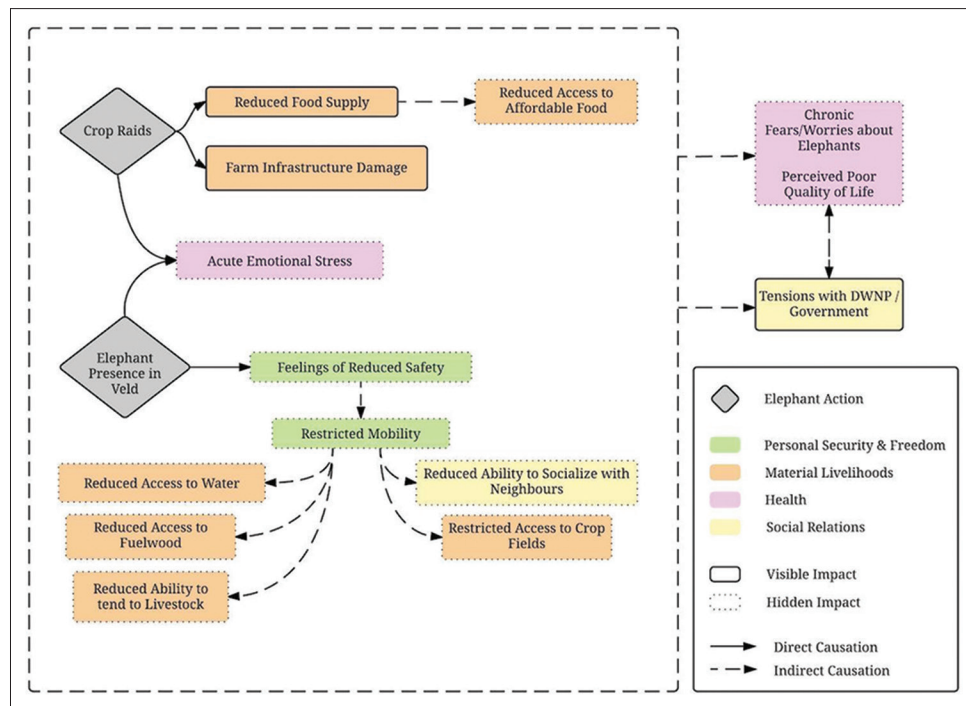 Crop Raids
Reduced Food Supply
Reduced Access to
Affordable Food
Farm Infrastructure Damage
Acute Emotional Stress
Elephant
Presence in
Veld
Feelings of Reduced Safety
Restricted Mobility
Reduced Access to Water
Reduced Access to
Fuelwood
Reduced Ability to
tend to Livestock
Reduced Ability to Socialize with
Neighbours
Restricted Access to Crop
Fields
Chronic
Fears/Worries about
Elephants
Perceived Poor
Quality of Life
Tensions with DWNP /
Government
Elephant Action
Personal Security & Freedom
Material Livelihoods
Health
Social Relations
Visible Impact
Hidden Impact
Direct Causation
Indirect Causation